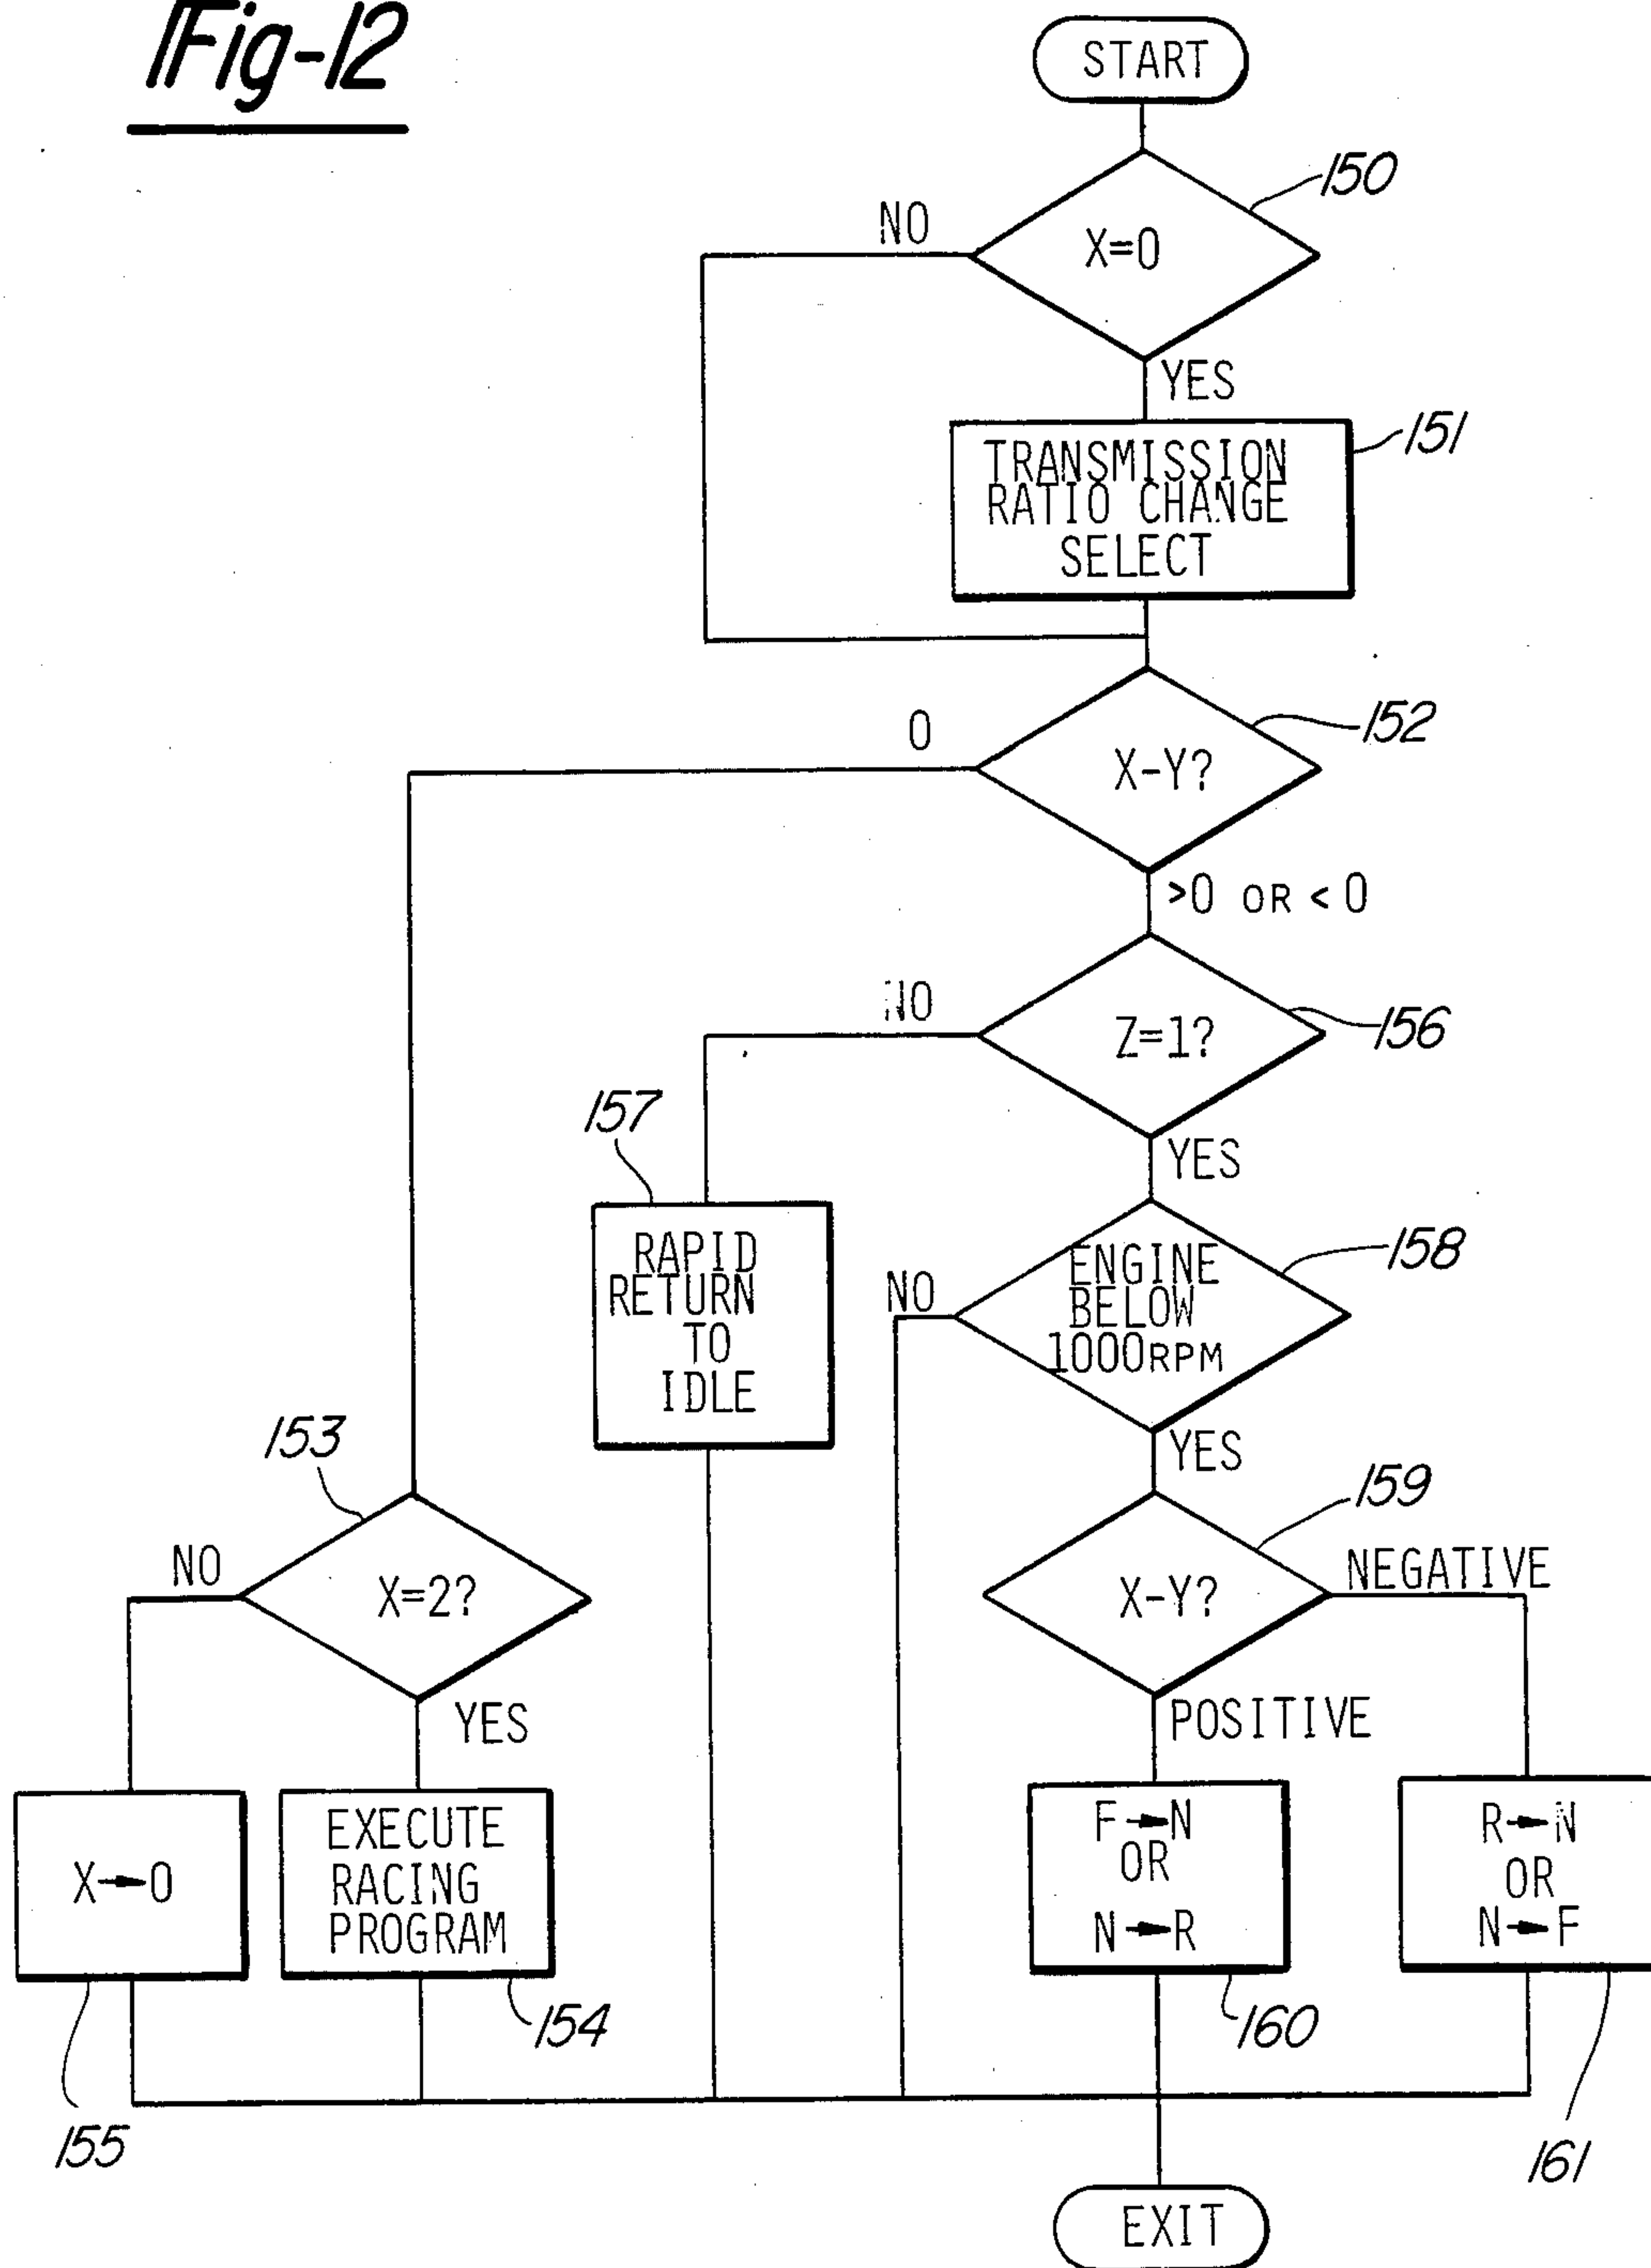 Fig-12
START
150
NO
X=0
YES
151
TRANSMISSION
RATIO CHANGE
SELECT
152
0
X-Y?
>0 OR < 0
NO
156
Z=1?
157
YES
RAPID
RETURN
TO
IDLE
158
NO
ENGINE
BELOW
1000RPM
153
YES
159
NO
X=2?
X-Y?
NEGATIVE
YES
POSITIVE
X→0
EXECUTE
RACING
PROGRAM
F→N
OR
N→R
R→N
OR
N→F
154
160
155
161
EXIT